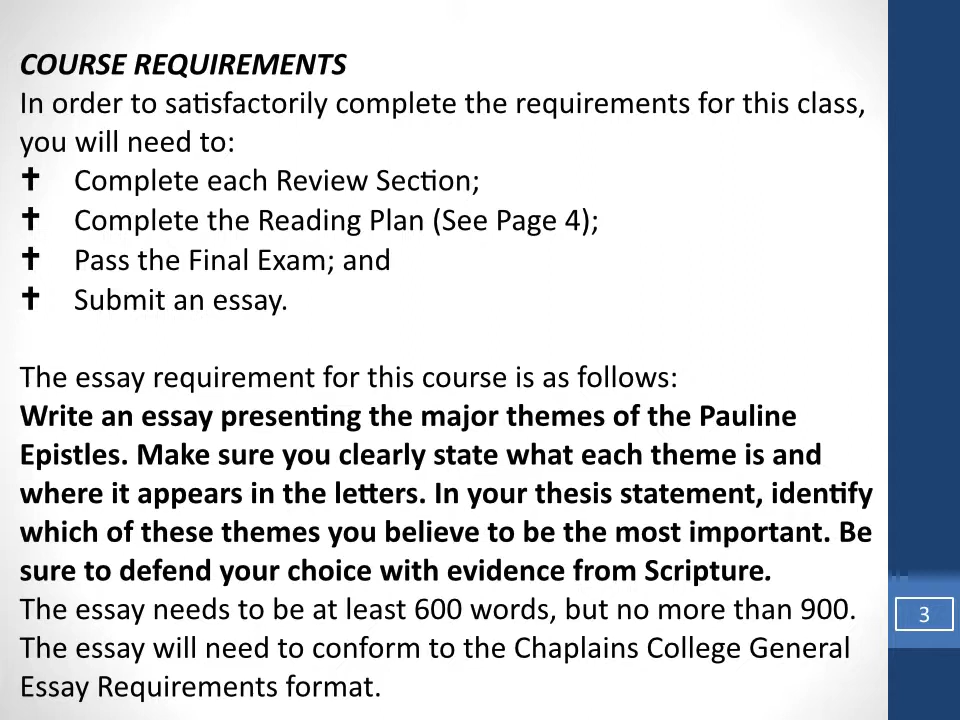 COURSE REQUIREMENTS
In order to satisfactorily complete the requirements for this class,
you will need to:
✝ Complete each Review Section;
✝ Complete the Reading Plan (See Page 4);
✝ Pass the Final Exam; and
✝ Submit an essay.
The essay requirement for this course is as follows:
Write an essay presenting the major themes of the Pauline
Epistles. Make sure you clearly state what each theme is and
where it appears in the letters. In your thesis statement, identify
which of these themes you believe to be the most important. Be
sure to defend your choice with evidence from Scripture.
The essay needs to be at least 600 words, but no more than 900.
The essay will need to conform to the Chaplains College General
Essay Requirements format.
3